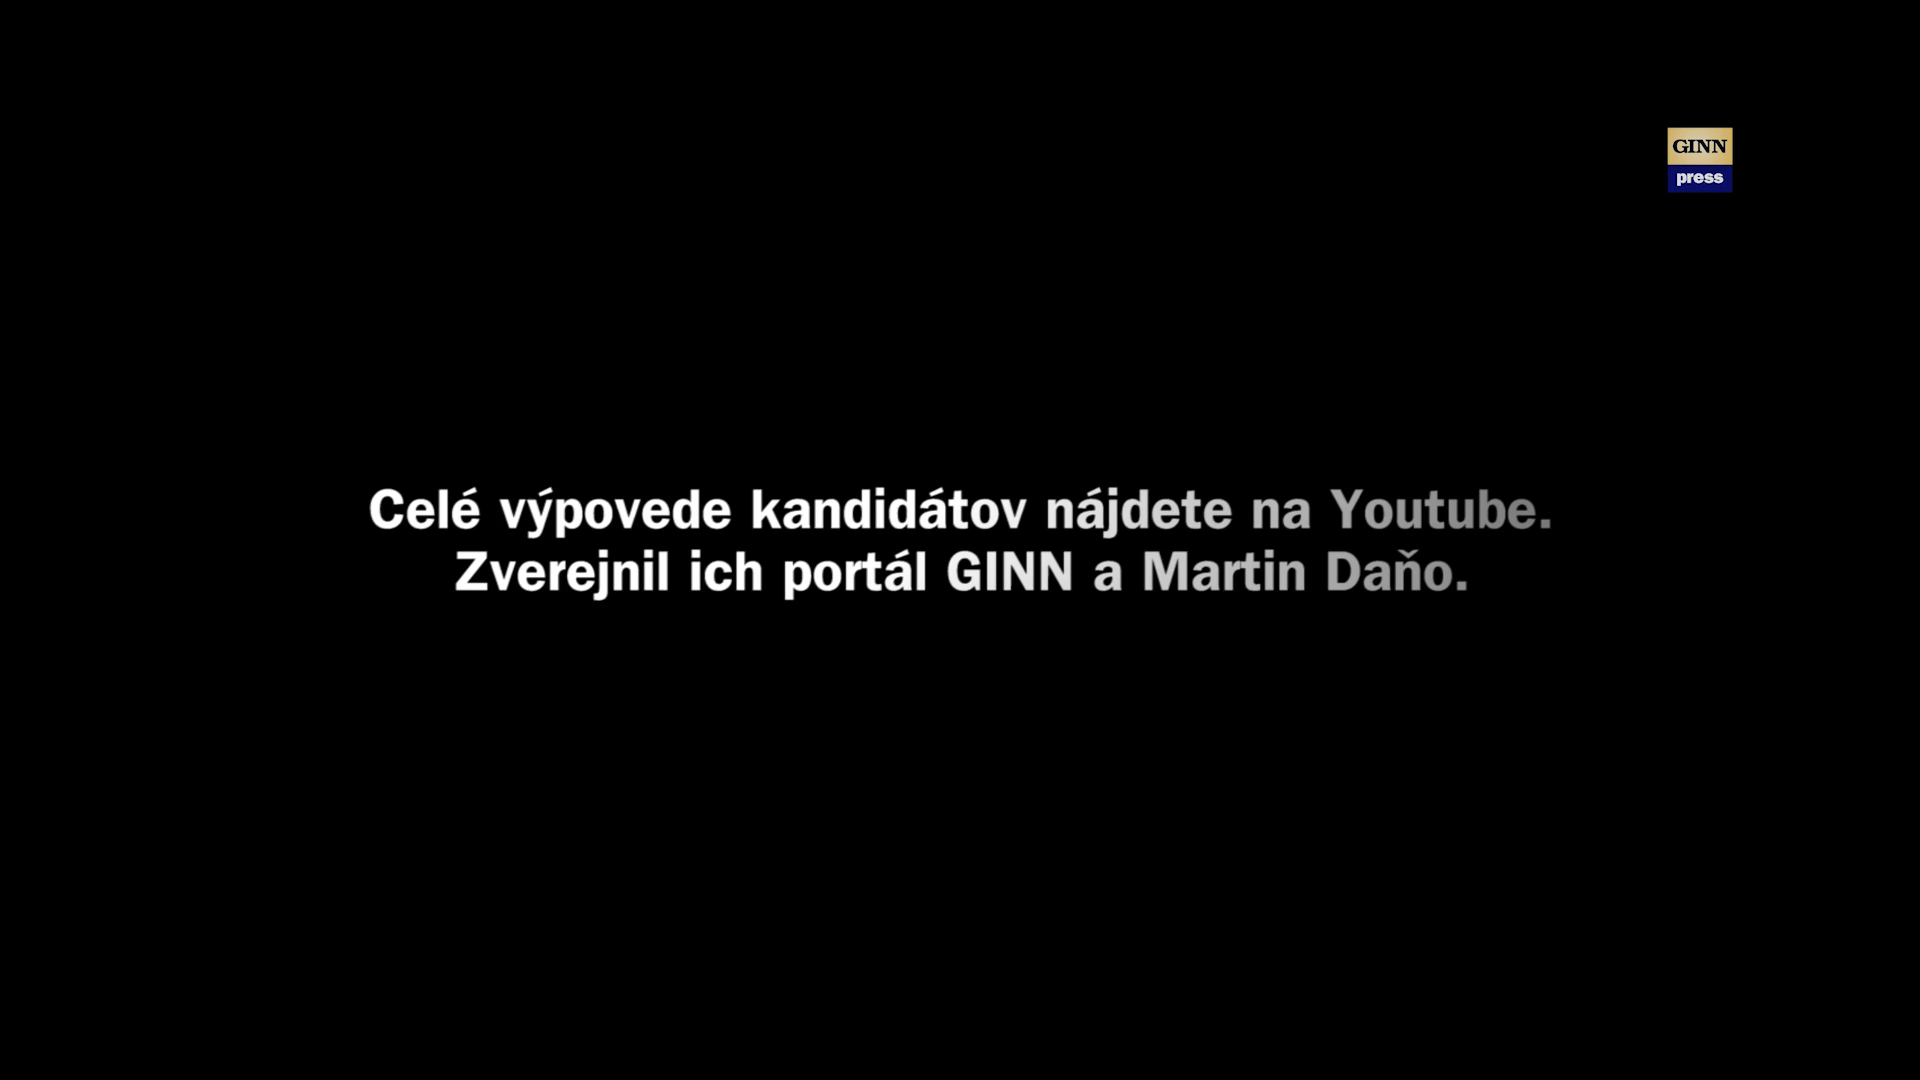 GINN
press
Celé výpovede kandidátov nájdete na Youtube.
Zverejnil ich portál GINN a Martin Daňo.